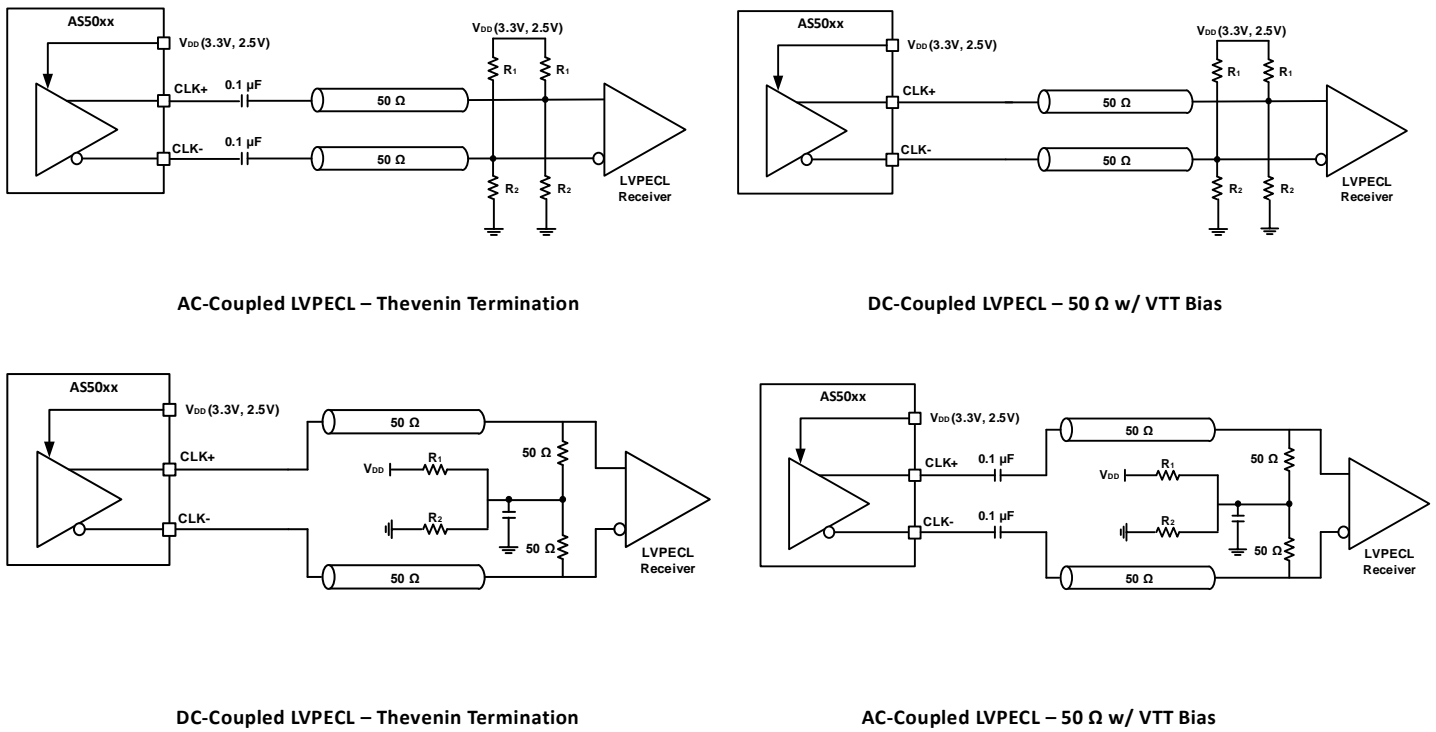 AS50xx
VDD (3.3V, 2.5V)
CLK+
0.1 µF
50 Ω
CLK-
0.1 µF
50 Ω
VDD (3.3V, 2.5V)
R1
R1
R2
R2
LVPECL
Receiver
AC-Coupled LVPECL – Thevenin Termination
AS50xx
VDD (3.3V, 2.5V)
CLK+
50 Ω
CLK-
50 Ω
VDD (3.3V, 2.5V)
R1
R1
R2
R2
LVPECL
Receiver
DC-Coupled LVPECL – 50 Ω w/ VTT Bias
AS50xx
VDD (3.3V, 2.5V)
50 Ω
CLK+
VDD
R1
50 Ω
CLK-
R2
50 Ω
50 Ω
LVPECL
Receiver
DC-Coupled LVPECL – Thevenin Termination
AS50xx
VDD (3.3V, 2.5V)
50 Ω
CLK+
0.1 µF
VDD
R1
50 Ω
CLK-
0.1 µF
R2
50 Ω
50 Ω
LVPECL
Receiver
AC-Coupled LVPECL – 50 Ω w/ VTT Bias